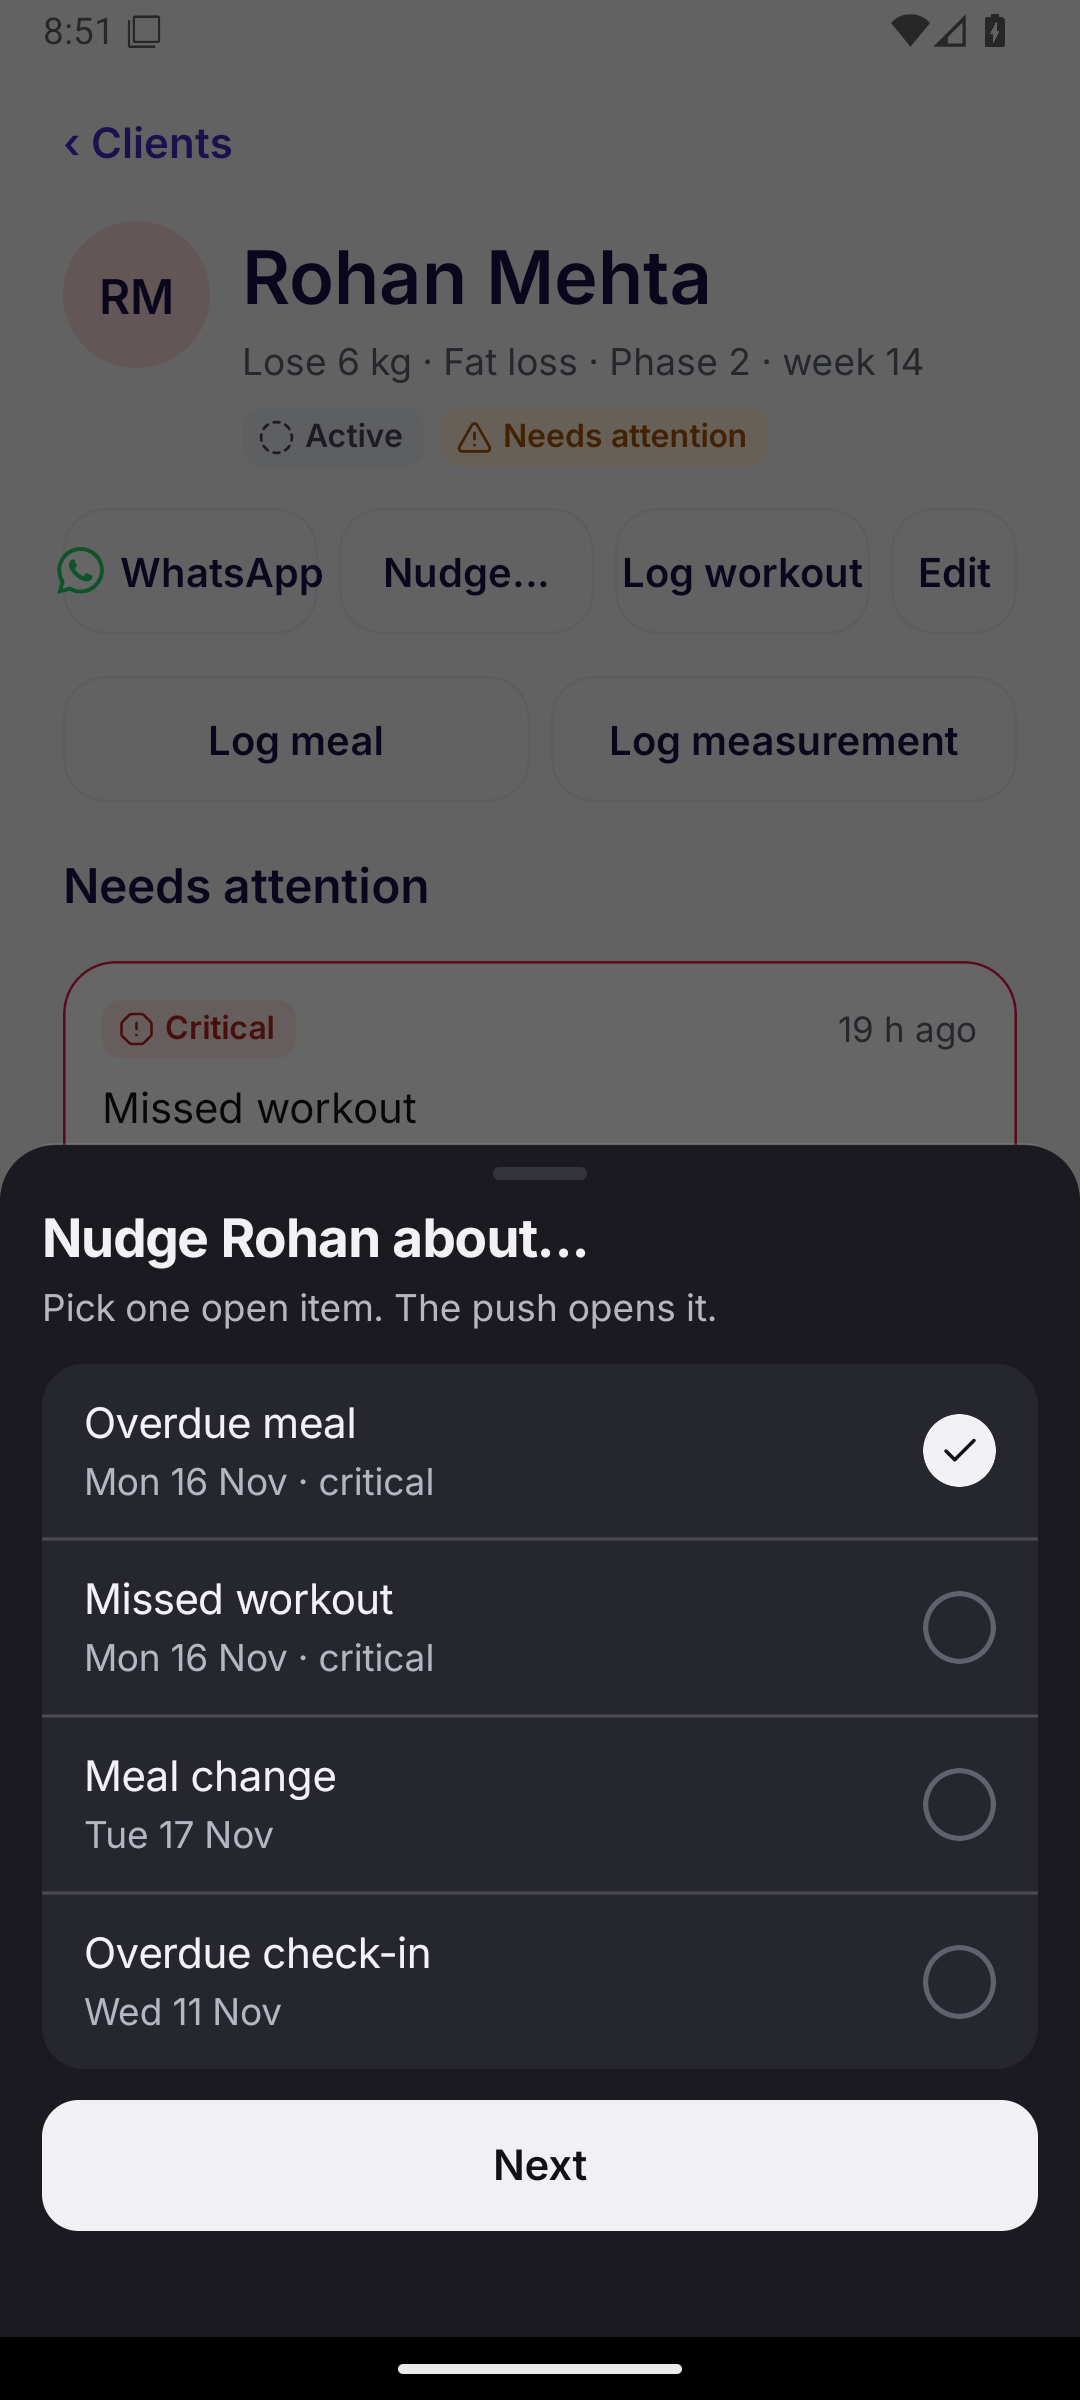 8:51
‹ Clients
RM
Rohan Mehta
Lose 6 kg · Fat loss · Phase 2 · week 14
Active
Needs attention
WhatsApp
Nudge...
Log workout
Edit
Log meal
Log measurement
Needs attention
Critical
19 h ago
Missed workout
Nudge Rohan about...
Pick one open item. The push opens it.
Overdue meal
Mon 16 Nov · critical
Missed workout
Mon 16 Nov · critical
Meal change
Tue 17 Nov
Overdue check-in
Wed 11 Nov
Next